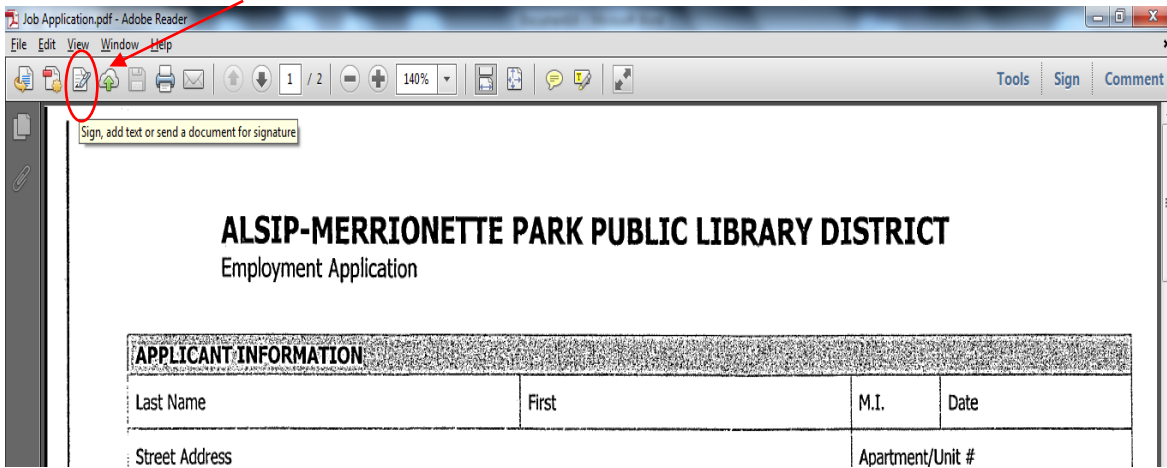 Job Application.pdf - Adobe Reader
File Edit View Window Help
1 / 2 140% Tools Sign Comment
Sign, add text or send a document for signature
ALSIP-MERRIONETTE PARK PUBLIC LIBRARY DISTRICT
Employment Application
APPLICANT INFORMATION
Last Name First M.I. Date
Street Address Apartment/Unit #